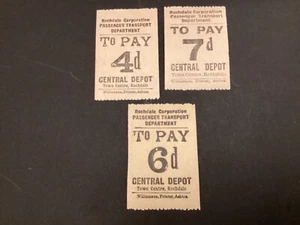 Rochdale Corporation
PASSENGER TRANSPORT
DEPARTMENT
TO PAY
4d
CENTRAL DEPOT
Town Centre, Rochdale
Williamson, Printer, Ashton
Rochdale Corporation
Passenger Transport
Department
TO PAY
7d
CENTRAL DEPOT
Town Centre, Rochdale
Williamson, Printer, Ashton
Rochdale Corporation
PASSENGER TRANSPORT
DEPARTMENT
TO PAY
6d
CENTRAL DEPOT
Town Centre, Rochdale
Williamson, Printer, Ashton